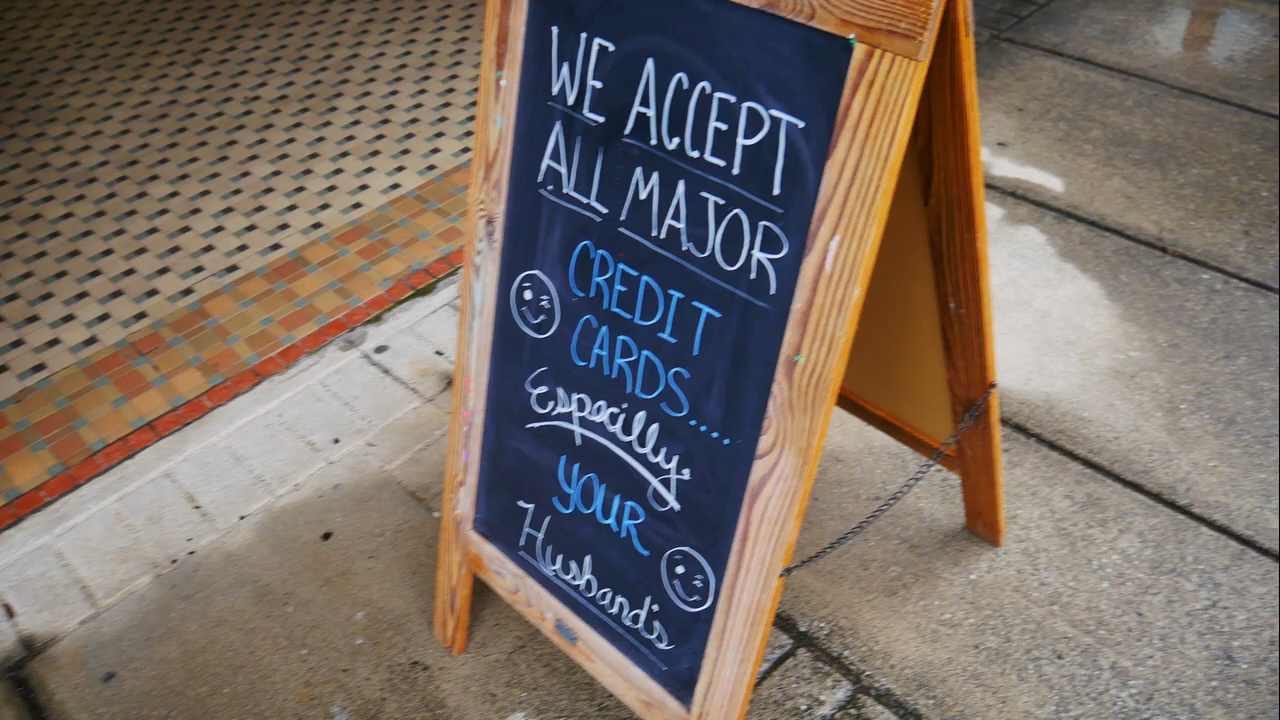 WE ACCEPT
ALL MAJOR
CREDIT
CARDS....
Especilly
YOUR
Husband's